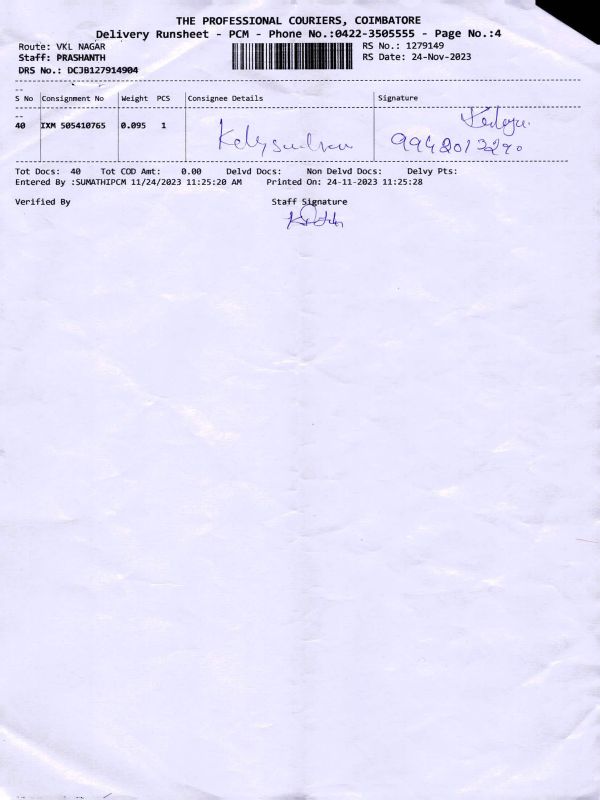 THE PROFESSIONAL COURIERS, COIMBATORE
Delivery Runsheet - PCM - Phone No.:0422-3505555 - Page No.:4
Route: VKL NAGAR RS No.: 1279149
Staff: PRASHANTH RS Date: 24-Nov-2023
DRS No.: DCJB127914904
S No Consignment No Weight PCS Consignee Details Signature
40 IXM 505410765 0.095 1
Tot Docs: 40 Tot COD Amt: 0.00 Delvd Docs: Non Delvd Docs: Delvy Pts:
Entered By :SUMATHIPCM 11/24/2023 11:25:20 AM Printed On: 24-11-2023 11:25:28
Verified By Staff Signature